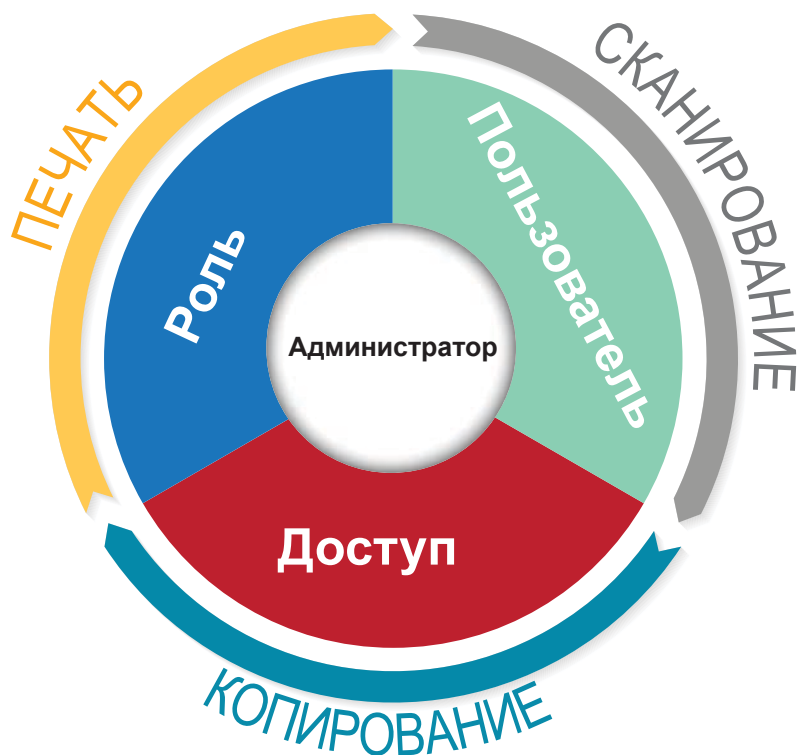 ПЕЧАТЬ
СКАНИРОВАНИЕ
Роль
Пользователь
Администратор
Доступ
КОПИРОВАНИЕ